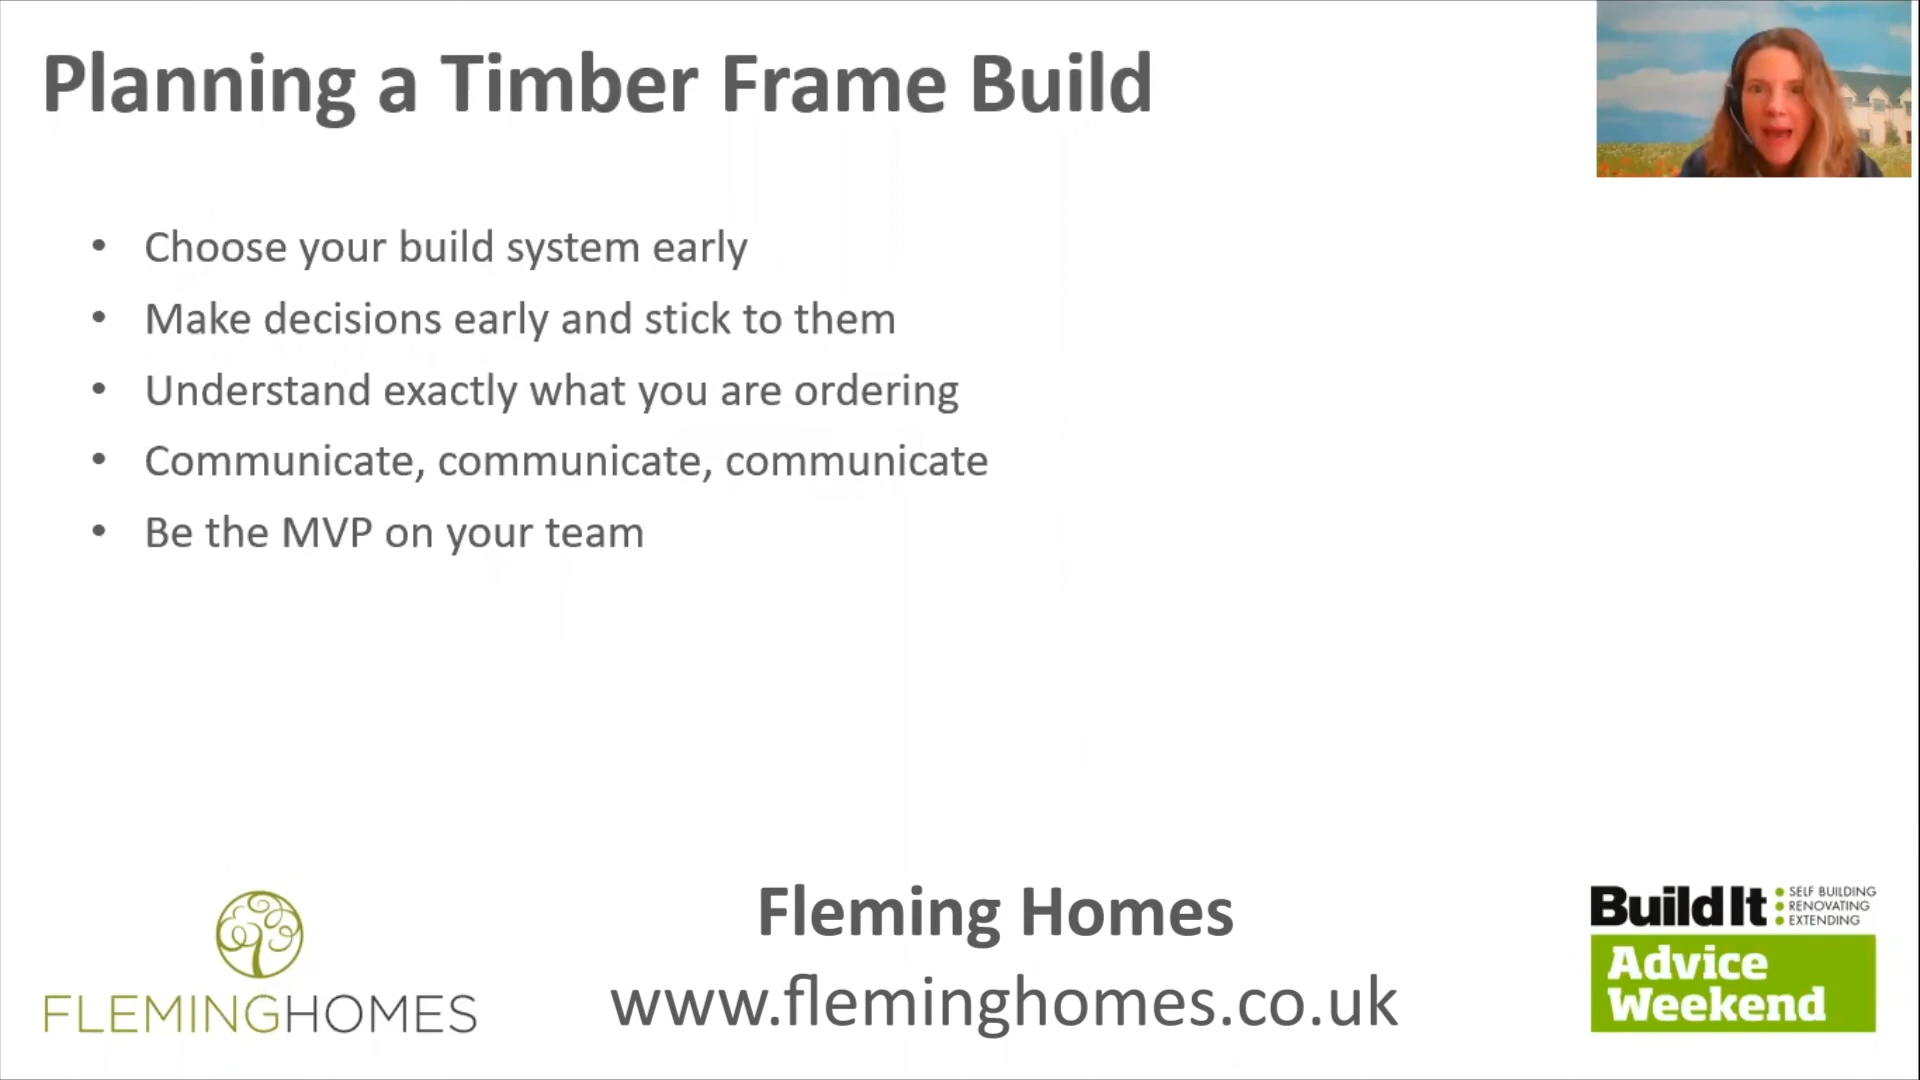 Planning a Timber Frame Build
• Choose your build system early
• Make decisions early and stick to them
• Understand exactly what you are ordering
• Communicate, communicate, communicate
• Be the MVP on your team
FLEMINGHOMES
Fleming Homes
www.fleminghomes.co.uk
Build It
SELF BUILDING
RENOVATING
EXTENDING
Advice
Weekend